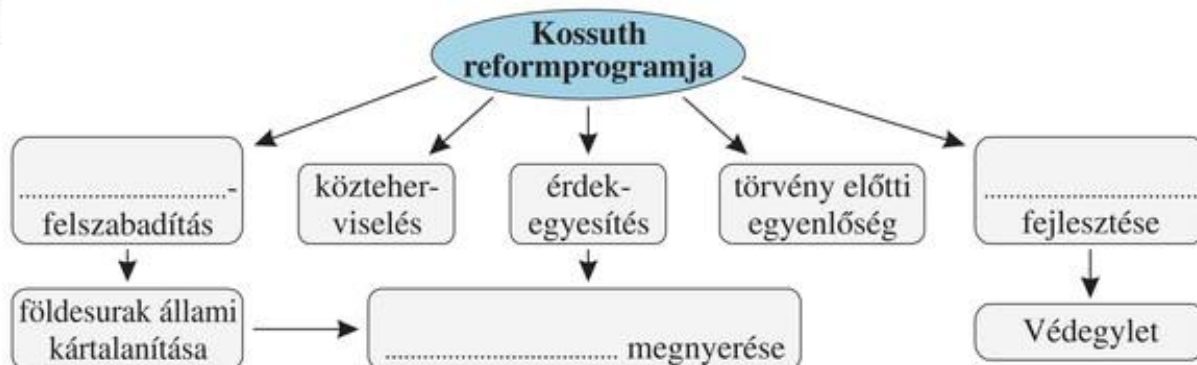 Kossuth
reformprogramja
..............................-
felszabadítás
közteher-
viselés
érdek-
egyesítés
törvény előtti
egyenlőség
..............................
fejlesztése
földesurak állami
kártalanítása
.................................. megnyerése
Védegylet